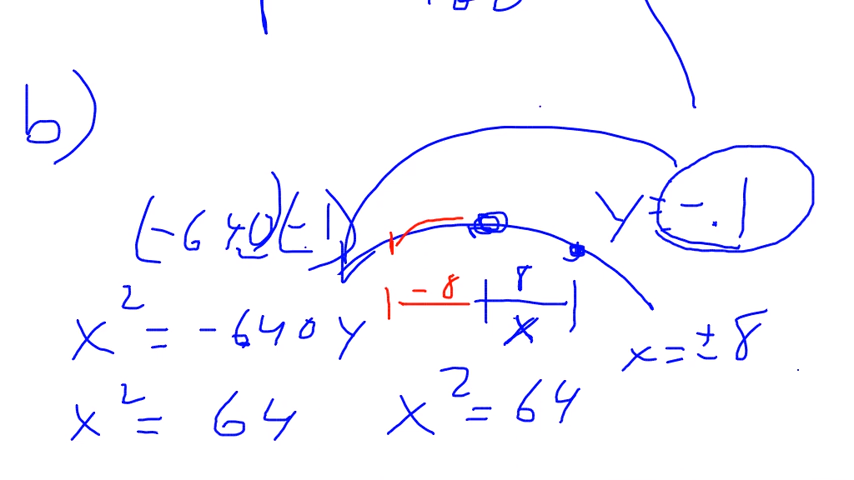 b)
(-640)(-.1) y = -.1
-8 8
x² = -640y x x = ±8
x² = 64 x² = 64